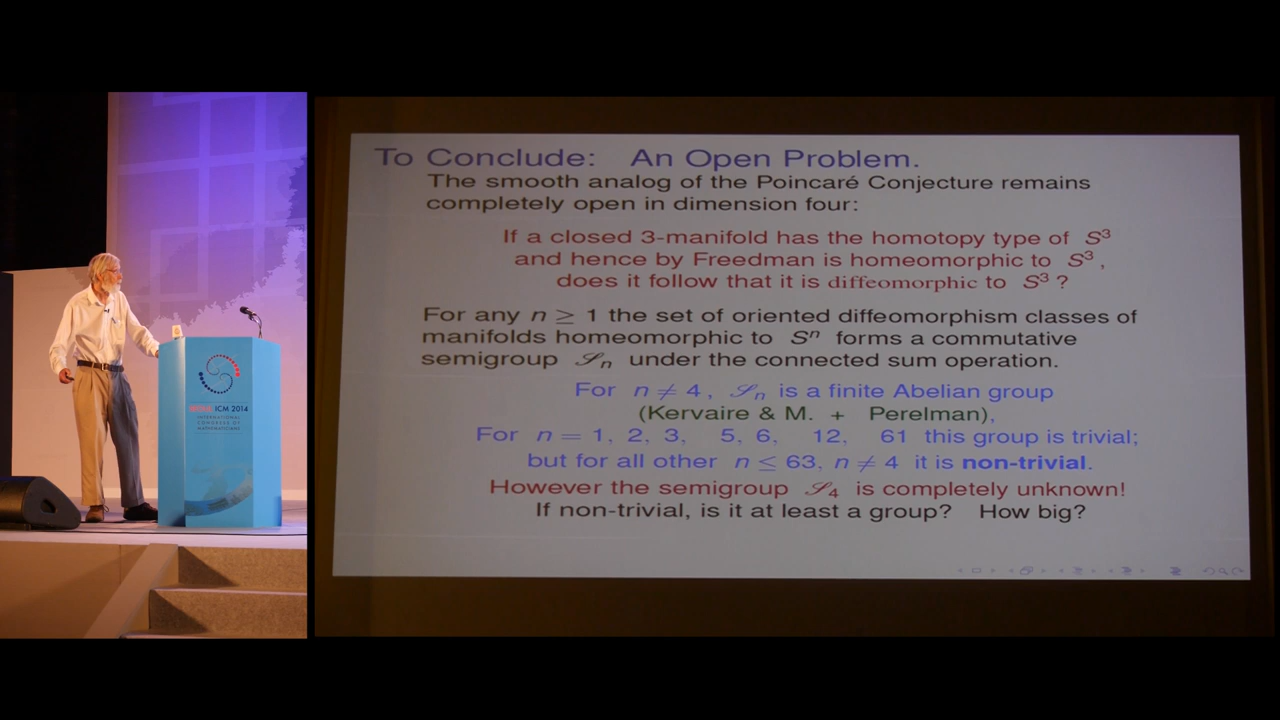 To Conclude: An Open Problem.
The smooth analog of the Poincaré Conjecture remains
completely open in dimension four:
If a closed 3-manifold has the homotopy type of S³
and hence by Freedman is homeomorphic to S³,
does it follow that it is diffeomorphic to S³?
For any n ≥ 1 the set of oriented diffeomorphism classes of
manifolds homeomorphic to Sⁿ forms a commutative
semigroup 𝒮ₙ under the connected sum operation.
For n ≠ 4, 𝒮ₙ is a finite Abelian group
(Kervaire & M. + Perelman),
For n = 1, 2, 3, 5, 6, 12, 61 this group is trivial;
but for all other n ≤ 63, n ≠ 4 it is non-trivial.
However the semigroup 𝒮₄ is completely unknown!
If non-trivial, is it at least a group? How big?
ICM 2014
INTERNATIONAL
CONGRESS OF
MATHEMATICIANS